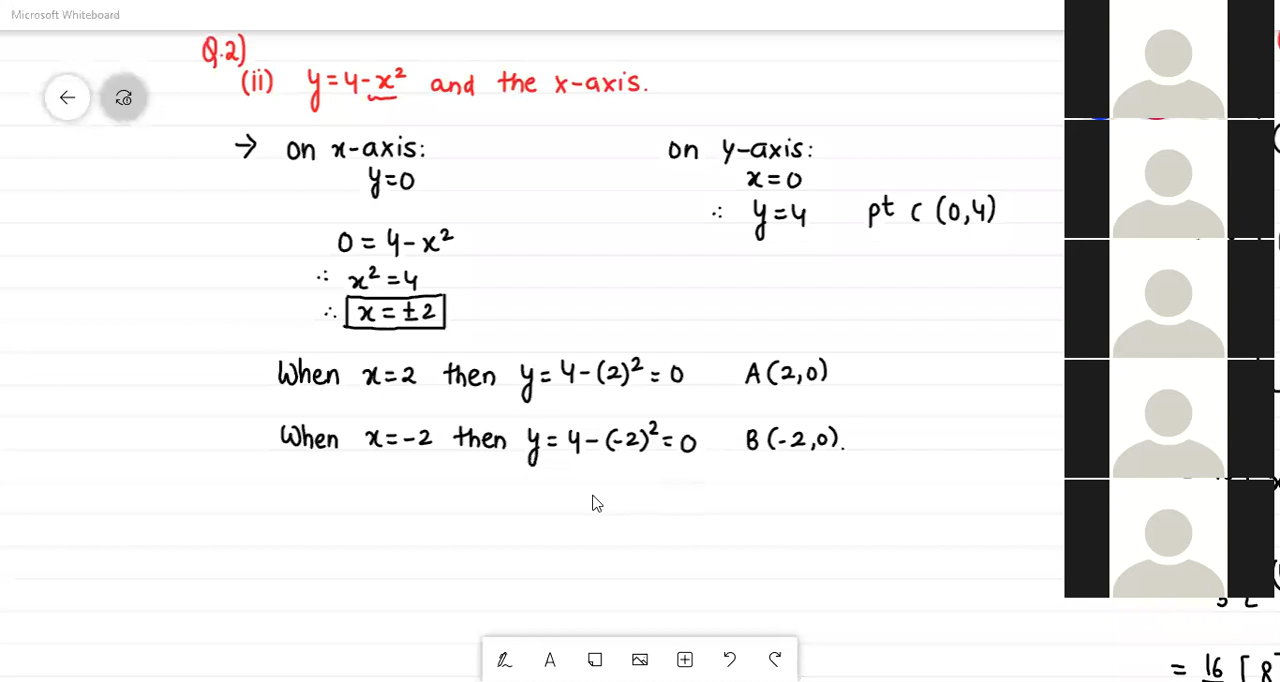 Microsoft Whiteboard
Q.2)
(ii) y=4-x² and the x-axis.
→ on x-axis:
y=0
0 = 4-x²
∴ x²=4
∴ x=±2
on y-axis:
x=0
∴ y=4 pt C (0,4)
When x=2 then y=4-(2)²=0 A(2,0)
When x=-2 then y=4-(-2)²=0 B(-2,0).
A
= 16 [ 8